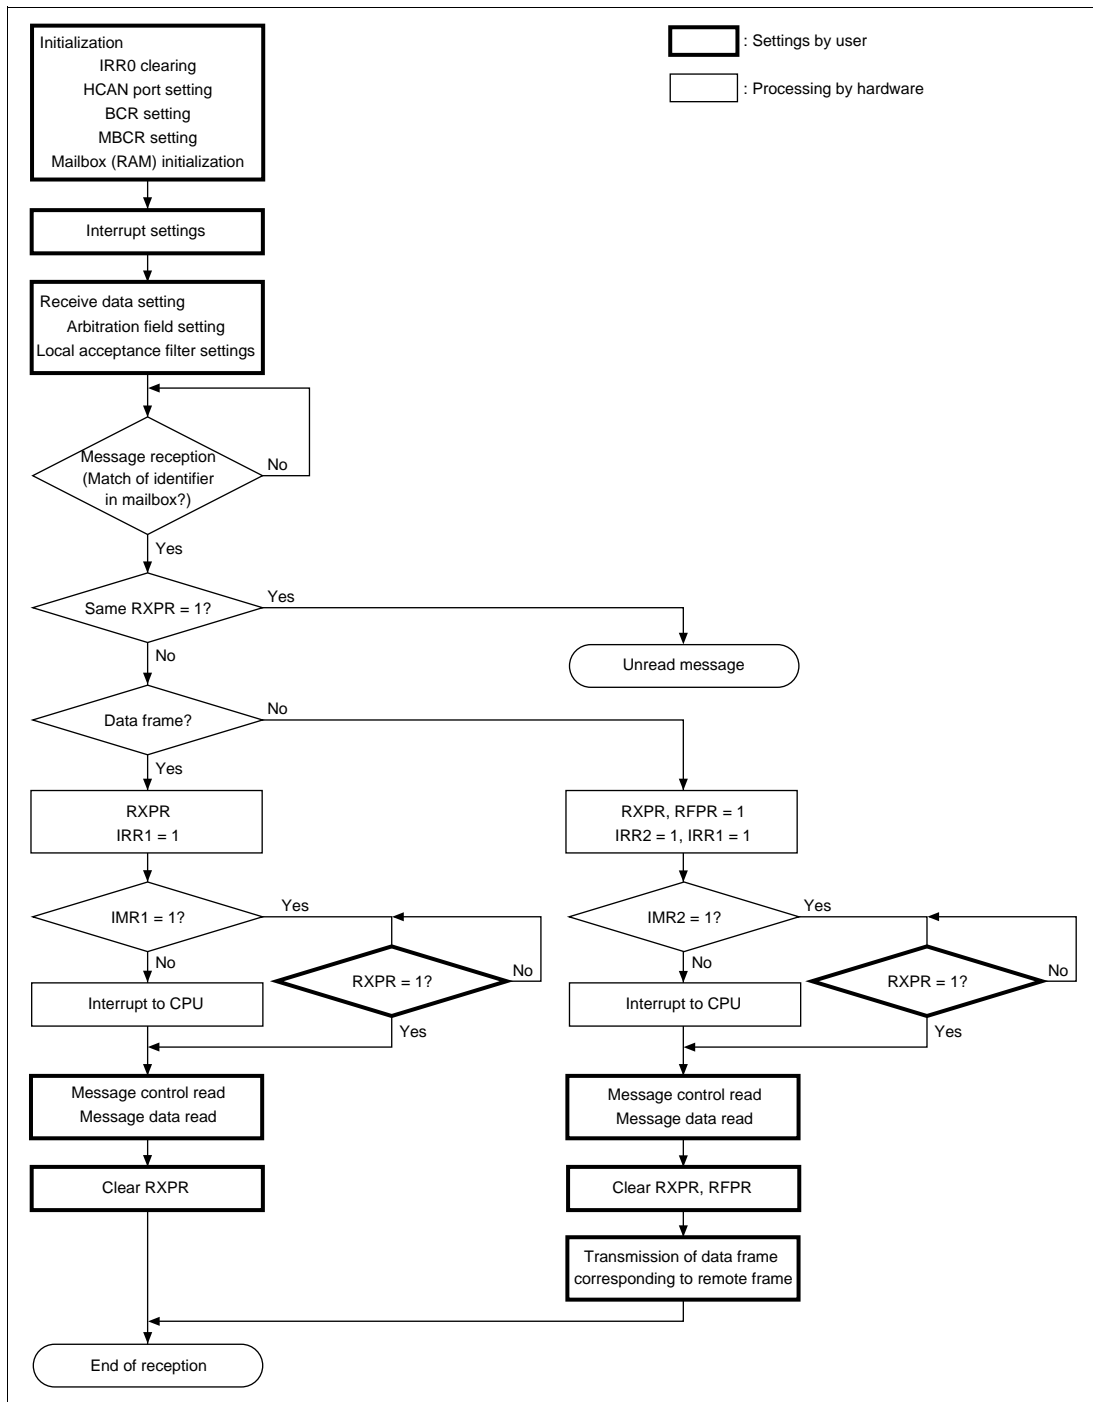 Initialization
IRR0 clearing
HCAN port setting
BCR setting
MBCR setting
Mailbox (RAM) initialization
: Settings by user
: Processing by hardware
Interrupt settings
Receive data setting
Arbitration field setting
Local acceptance filter settings
Message reception
(Match of identifier
in mailbox?)
No
Yes
Same RXPR = 1?
Yes
No
Unread message
Data frame?
No
Yes
RXPR
IRR1 = 1
RXPR, RFPR = 1
IRR2 = 1, IRR1 = 1
IMR1 = 1?
Yes
No
RXPR = 1?
No
Yes
Interrupt to CPU
IMR2 = 1?
Yes
No
RXPR = 1?
No
Yes
Interrupt to CPU
Message control read
Message data read
Message control read
Message data read
Clear RXPR
Clear RXPR, RFPR
Transmission of data frame
corresponding to remote frame
End of reception